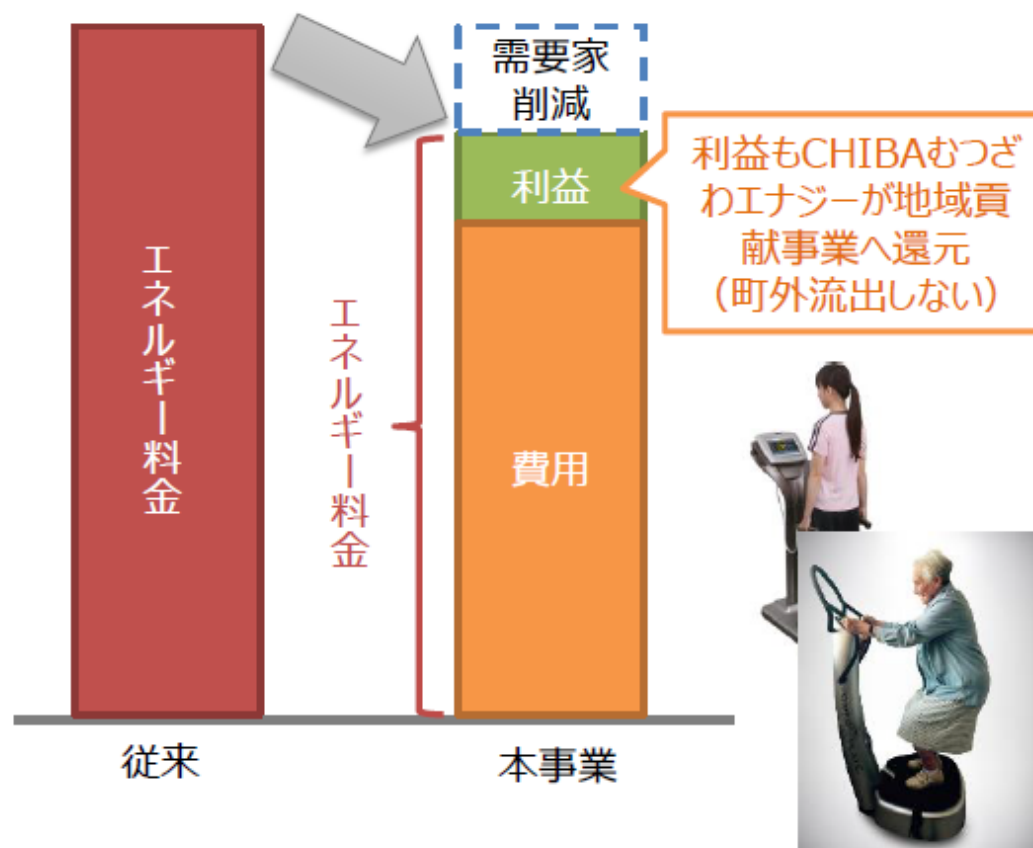 需要家
削減
利益
利益もCHIBAむつざ
わエナジーが地域貢
献事業へ還元
（町外流出しない）
エネルギー料金
エネルギー料金
費用
従来
本事業